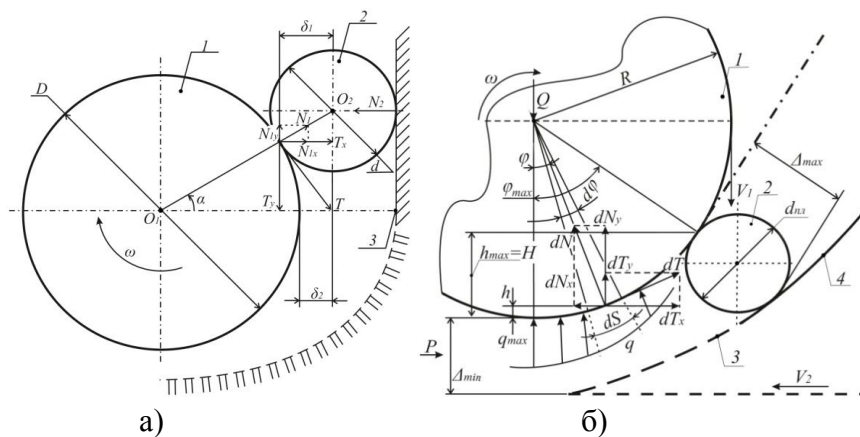 δ₁
2
1
D
O₂
N₂
N₁
N₁y
N₁x
Tₓ
d
α
Ty
T
O₁
3
ω
δ₂
а)
ω
Q
R
1
φ
φmax
dφ
Δmax
V₁
2
dпл
dNy
dN
dTy
dT
hmax=H
dNx
h
dS
dTx
4
qmax
q
P
Δmin
3
V₂
б)